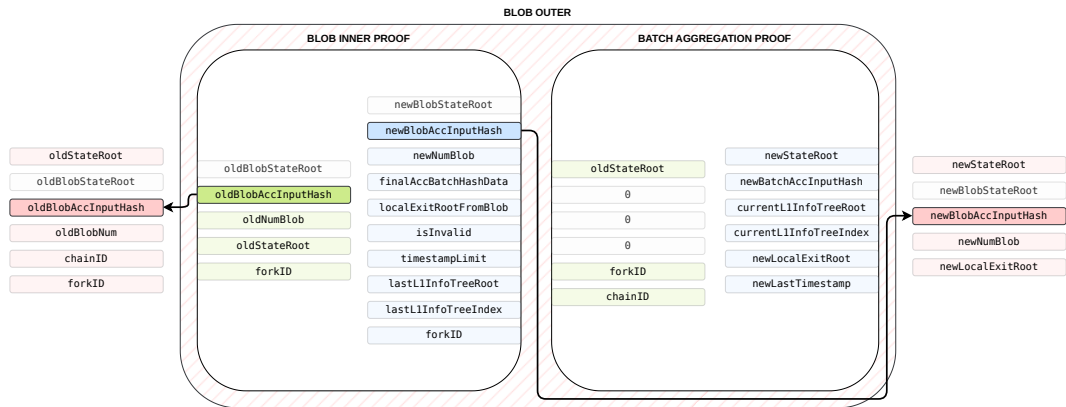 BLOB OUTER
BLOB INNER PROOF
BATCH AGGREGATION PROOF
oldStateRoot
oldBlobStateRoot
oldBlobAccInputHash
oldBlobNum
chainID
forkID
oldBlobStateRoot
oldBlobAccInputHash
oldNumBlob
oldStateRoot
forkID
newBlobStateRoot
newBlobAccInputHash
newNumBlob
finalAccBatchHashData
localExitRootFromBlob
isInvalid
timestampLimit
lastL1InfoTreeRoot
lastL1InfoTreeIndex
forkID
oldStateRoot
0
0
0
forkID
chainID
newStateRoot
newBatchAccInputHash
currentL1InfoTreeRoot
currentL1InfoTreeIndex
newLocalExitRoot
newLastTimestamp
newStateRoot
newBlobStateRoot
newBlobAccInputHash
newNumBlob
newLocalExitRoot